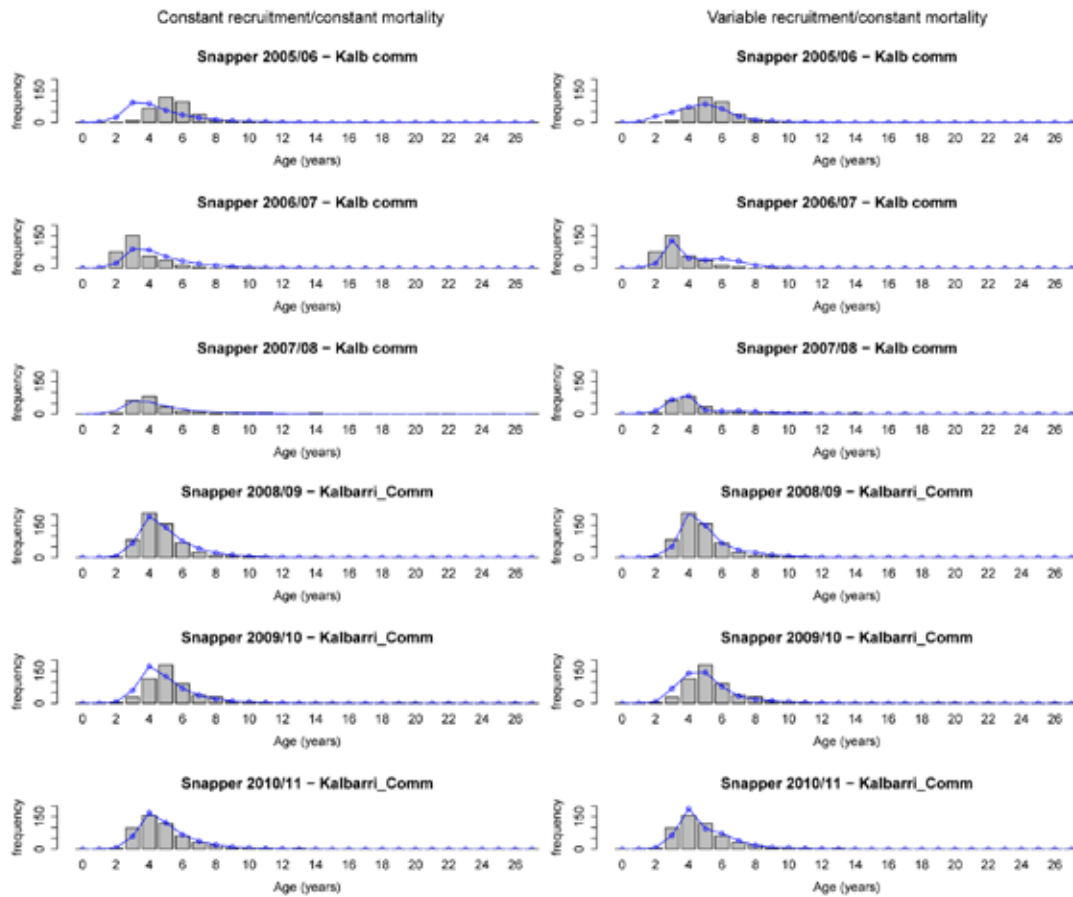 Constant recruitment/constant mortality
Variable recruitment/constant mortality
Snapper 2005/06 − Kalb comm
frequency
0 150
0 2 4 6 8 10 12 14 16 18 20 22 24 26
Age (years)
Snapper 2005/06 − Kalb comm
frequency
0 150
0 2 4 6 8 10 12 14 16 18 20 22 24 26
Age (years)
Snapper 2006/07 − Kalb comm
frequency
0 150
0 2 4 6 8 10 12 14 16 18 20 22 24 26
Age (years)
Snapper 2006/07 − Kalb comm
frequency
0 150
0 2 4 6 8 10 12 14 16 18 20 22 24 26
Age (years)
Snapper 2007/08 − Kalb comm
frequency
0 150
0 2 4 6 8 10 12 14 16 18 20 22 24 26
Age (years)
Snapper 2007/08 − Kalb comm
frequency
0 150
0 2 4 6 8 10 12 14 16 18 20 22 24 26
Age (years)
Snapper 2008/09 − Kalbarri_Comm
frequency
0 150
0 2 4 6 8 10 12 14 16 18 20 22 24 26
Age (years)
Snapper 2008/09 − Kalbarri_Comm
frequency
0 150
0 2 4 6 8 10 12 14 16 18 20 22 24 26
Age (years)
Snapper 2009/10 − Kalbarri_Comm
frequency
0 150
0 2 4 6 8 10 12 14 16 18 20 22 24 26
Age (years)
Snapper 2009/10 − Kalbarri_Comm
frequency
0 150
0 2 4 6 8 10 12 14 16 18 20 22 24 26
Age (years)
Snapper 2010/11 − Kalbarri_Comm
frequency
0 150
0 2 4 6 8 10 12 14 16 18 20 22 24 26
Age (years)
Snapper 2010/11 − Kalbarri_Comm
frequency
0 150
0 2 4 6 8 10 12 14 16 18 20 22 24 26
Age (years)